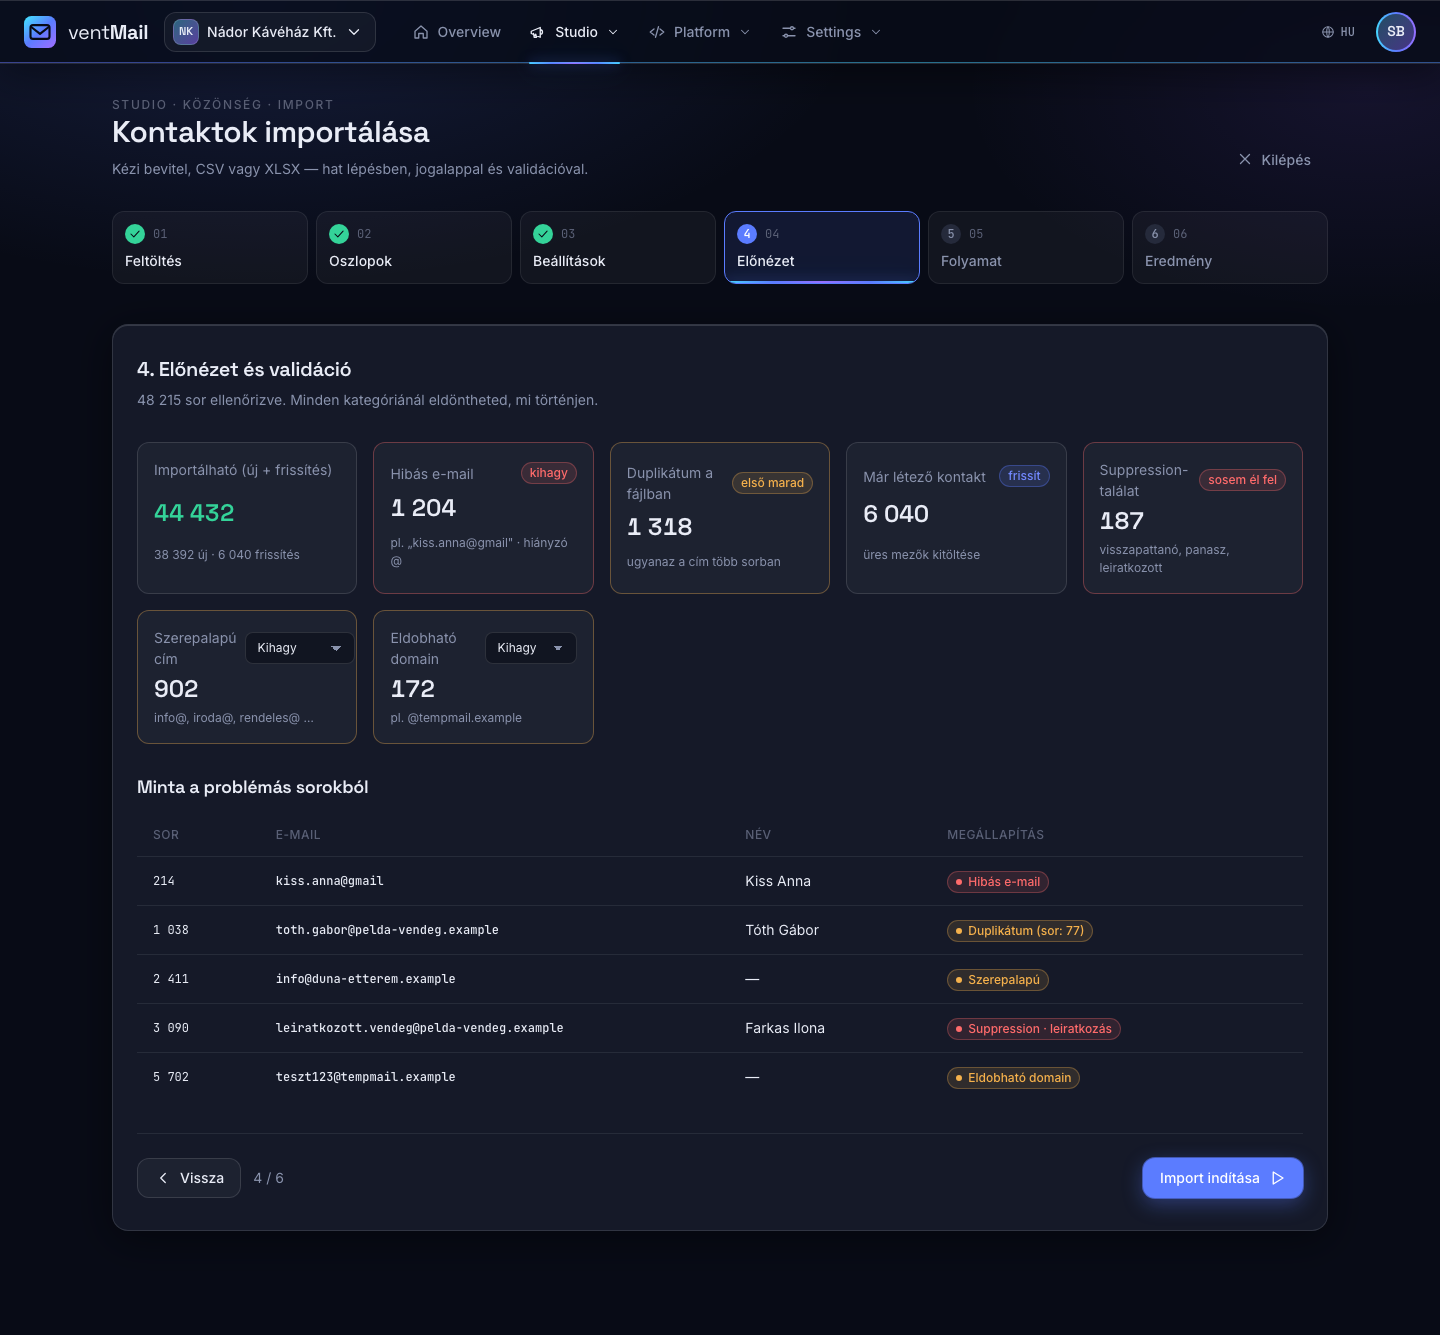 ventMail
NK Nádor Kávéház Kft.
Overview
Studio
Platform
Settings
HU
SB
STUDIO · KÖZÖNSÉG · IMPORT
Kontaktok importálása
Kézi bevitel, CSV vagy XLSX — hat lépésben, jogalappal és validációval.
Kilépés
01
Feltöltés
02
Oszlopok
03
Beállítások
4 04
Előnézet
5 05
Folyamat
6 06
Eredmény
4. Előnézet és validáció
48 215 sor ellenőrizve. Minden kategóriánál eldöntheted, mi történjen.
Importálható (új + frissítés)
44 432
38 392 új · 6 040 frissítés
Hibás e-mail
kihagy
1 204
pl. „kiss.anna@gmail" · hiányzó
@
Duplikátum a
fájlban
első marad
1 318
ugyanaz a cím több sorban
Már létező kontakt
frissít
6 040
üres mezők kitöltése
Suppression-
találat
sosem él fel
187
visszapattanó, panasz,
leiratkozott
Szerepalapú
cím
Kihagy
902
info@, iroda@, rendeles@ …
Eldobható
domain
Kihagy
172
pl. @tempmail.example
Minta a problémás sorokból
SOR E-MAIL NÉV MEGÁLLAPÍTÁS
214 kiss.anna@gmail Kiss Anna Hibás e-mail
1 038 toth.gabor@pelda-vendeg.example Tóth Gábor Duplikátum (sor: 77)
2 411 info@duna-etterem.example — Szerepalapú
3 090 leiratkozott.vendeg@pelda-vendeg.example Farkas Ilona Suppression · leiratkozás
5 702 teszt123@tempmail.example — Eldobható domain
Vissza
4 / 6
Import indítása